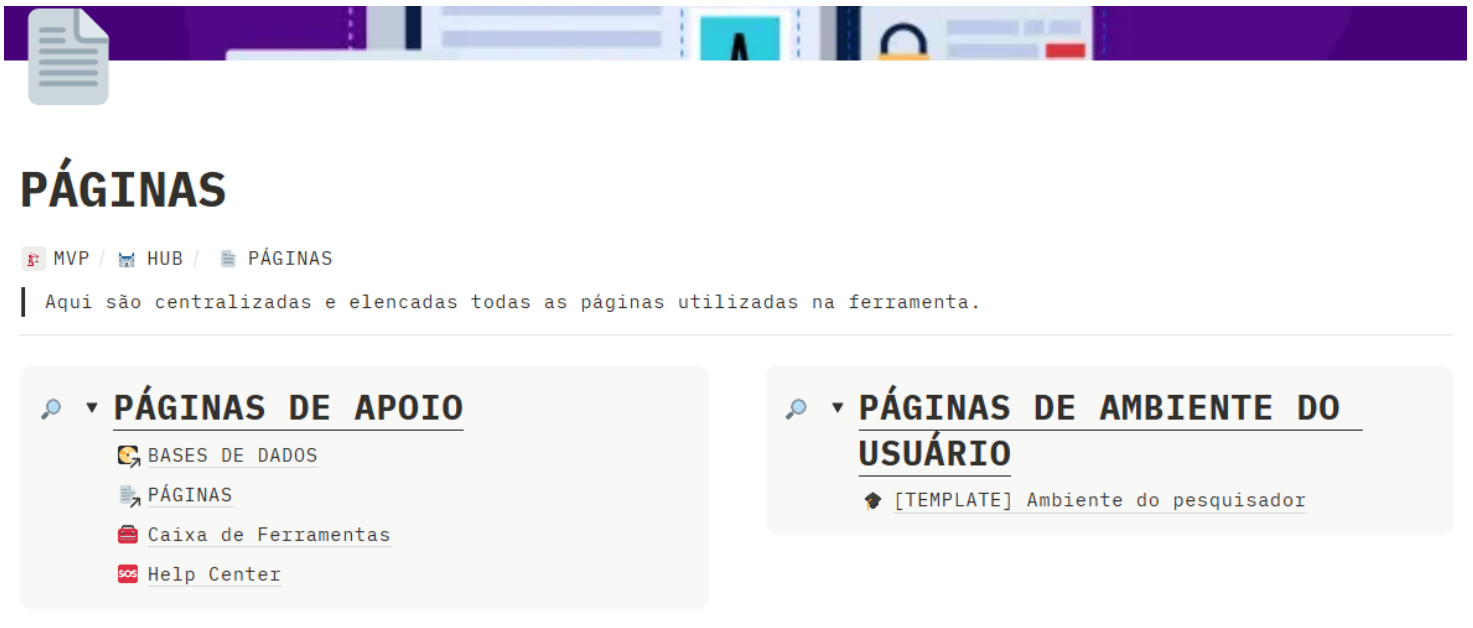 PÁGINAS
MVP / HUB / PÁGINAS
Aqui são centralizadas e elencadas todas as páginas utilizadas na ferramenta.
PÁGINAS DE APOIO
BASES DE DADOS
PÁGINAS
Caixa de Ferramentas
SOS Help Center
PÁGINAS DE AMBIENTE DO
USUÁRIO
[TEMPLATE] Ambiente do pesquisador